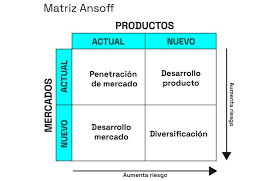 Matriz Ansoff
PRODUCTOS
ACTUAL
NUEVO
MERCADOS
ACTUAL
Penetración
de mercado
Desarrollo
producto
NUEVO
Desarrollo
mercado
Diversificación
Aumenta riesgo
Aumenta riesgo